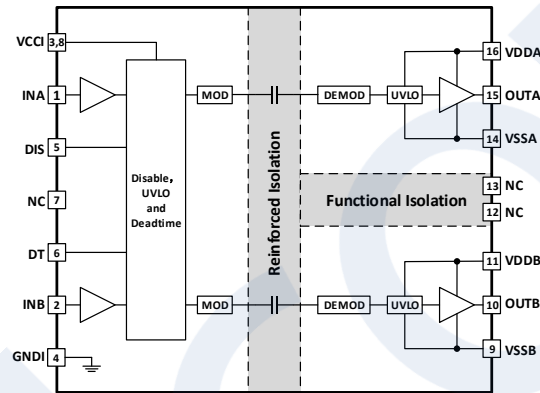 VCCI 3,8
INA 1
DIS 5
NC 7
DT 6
INB 2
GNDI 4
Disable,
UVLO
and
Deadtime
MOD
MOD
Reinforced Isolation
DEMOD
UVLO
Functional Isolation
DEMOD
UVLO
16 VDDA
15 OUTA
14 VSSA
13 NC
12 NC
11 VDDB
10 OUTB
9 VSSB